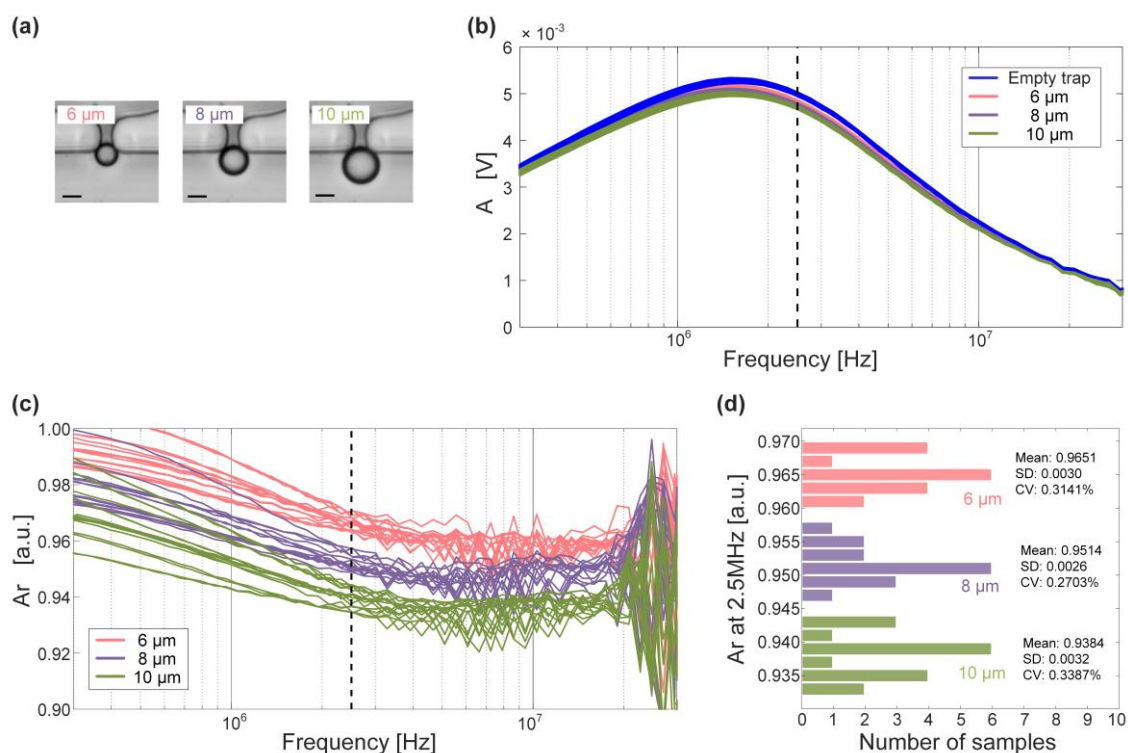 (a)
6 µm
8 µm
10 µm
(b)
× 10⁻³
6
5
4
3
2
1
0
A [V]
10⁶
10⁷
Frequency [Hz]
Empty trap
6 µm
8 µm
10 µm
(c)
1.00
0.98
0.96
0.94
0.92
0.90
Ar [a.u.]
10⁶
10⁷
Frequency [Hz]
6 µm
8 µm
10 µm
(d)
0.970
0.965
0.960
0.955
0.950
0.945
0.940
0.935
Ar at 2.5MHz [a.u.]
Mean: 0.9651
SD: 0.0030
CV: 0.3141%
6 µm
Mean: 0.9514
SD: 0.0026
CV: 0.2703%
8 µm
Mean: 0.9384
SD: 0.0032
CV: 0.3387%
10 µm
0 1 2 3 4 5 6 7 8 9 10
Number of samples